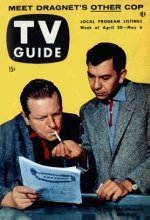 MEET DRAGNET'S OTHER COP
TV
GUIDE
LOCAL PROGRAM LISTINGS
Week of April 30-May 6
15¢